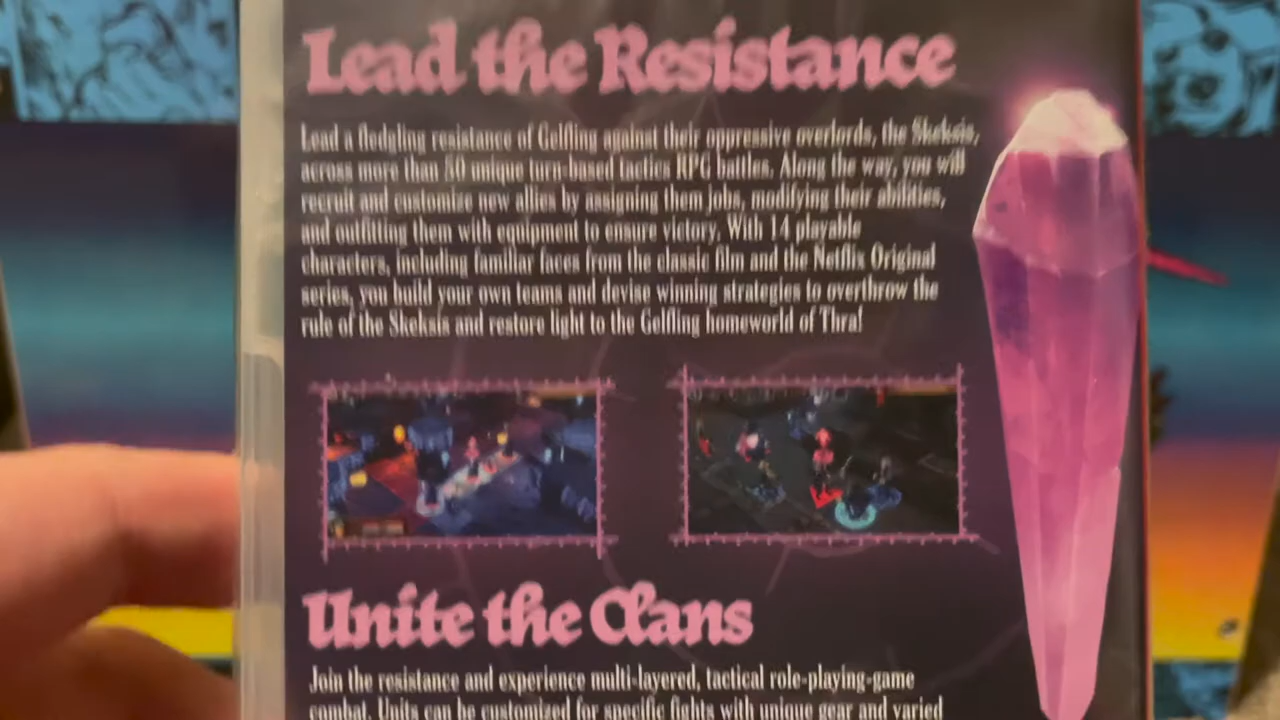 Lead the Resistance
Lead a fledgling resistance of Gelfling against their oppressive overlords, the Skeksis,
across more than 50 unique turn-based tactics RPG battles. Along the way, you will
recruit and customize new allies by assigning them jobs, modifying their abilities,
and outfitting them with equipment to ensure victory. With 14 playable
characters, including familiar faces from the classic film and the Netflix Original
series, you build your own teams and devise winning strategies to overthrow the
rule of the Skeksis and restore light to the Gelfling homeworld of Thra!
Unite the Clans
Join the resistance and experience multi-layered, tactical role-playing-game
combat. Units can be customized for specific fights with unique gear and varied